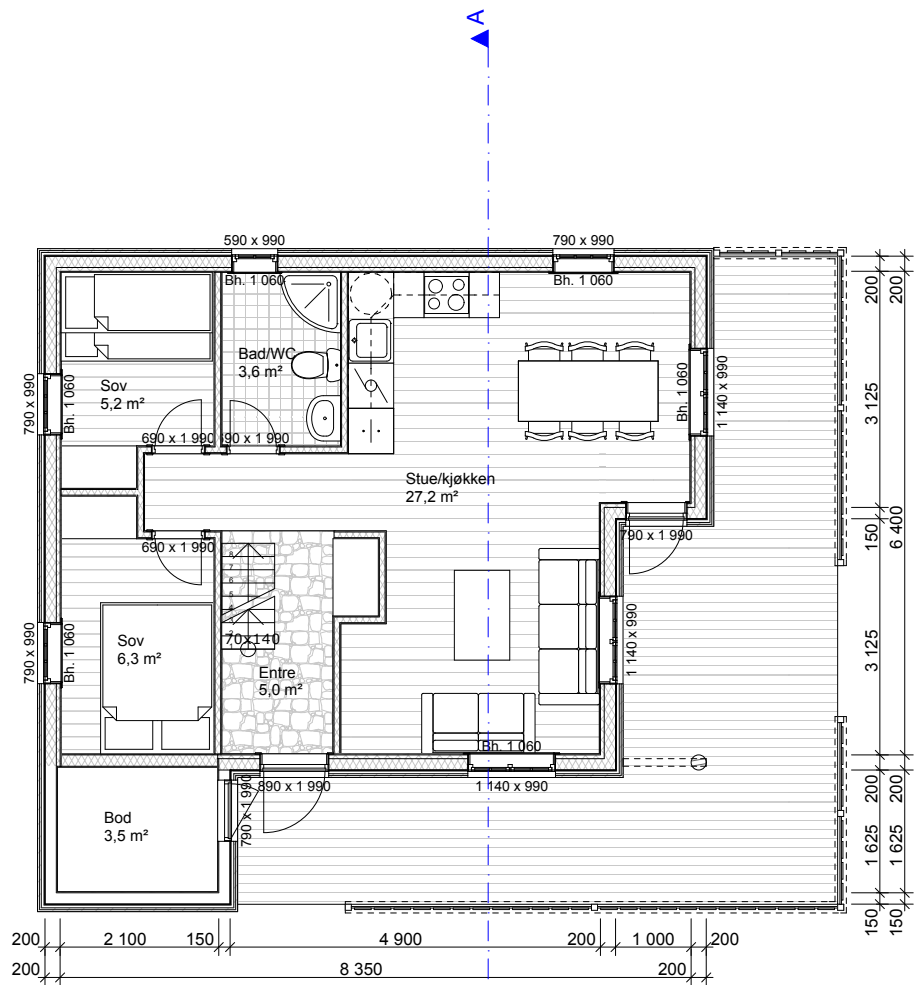 A
590 x 990
790 x 990
Bh. 1 060
Bh. 1 060
200
200
Bad/WC
3,6 m²
Sov
5,2 m²
790 x 990
Bh. 1 060
Bh. 1 060
1 140 x 990
3 125
690 x 1 990
690 x 1 990
Stue/kjøkken
27,2 m²
790 x 1 990
150
6 400
690 x 1 990
70x140
Sov
6,3 m²
790 x 990
Bh. 1 060
Entre
5,0 m²
1 140 x 990
3 125
Bh. 1 060
890 x 1 990
1 140 x 990
790 x 1 990
200
200
Bod
3,5 m²
1 625
1 625
150
150
200
2 100
150
4 900
200
1 000
200
200
8 350
200